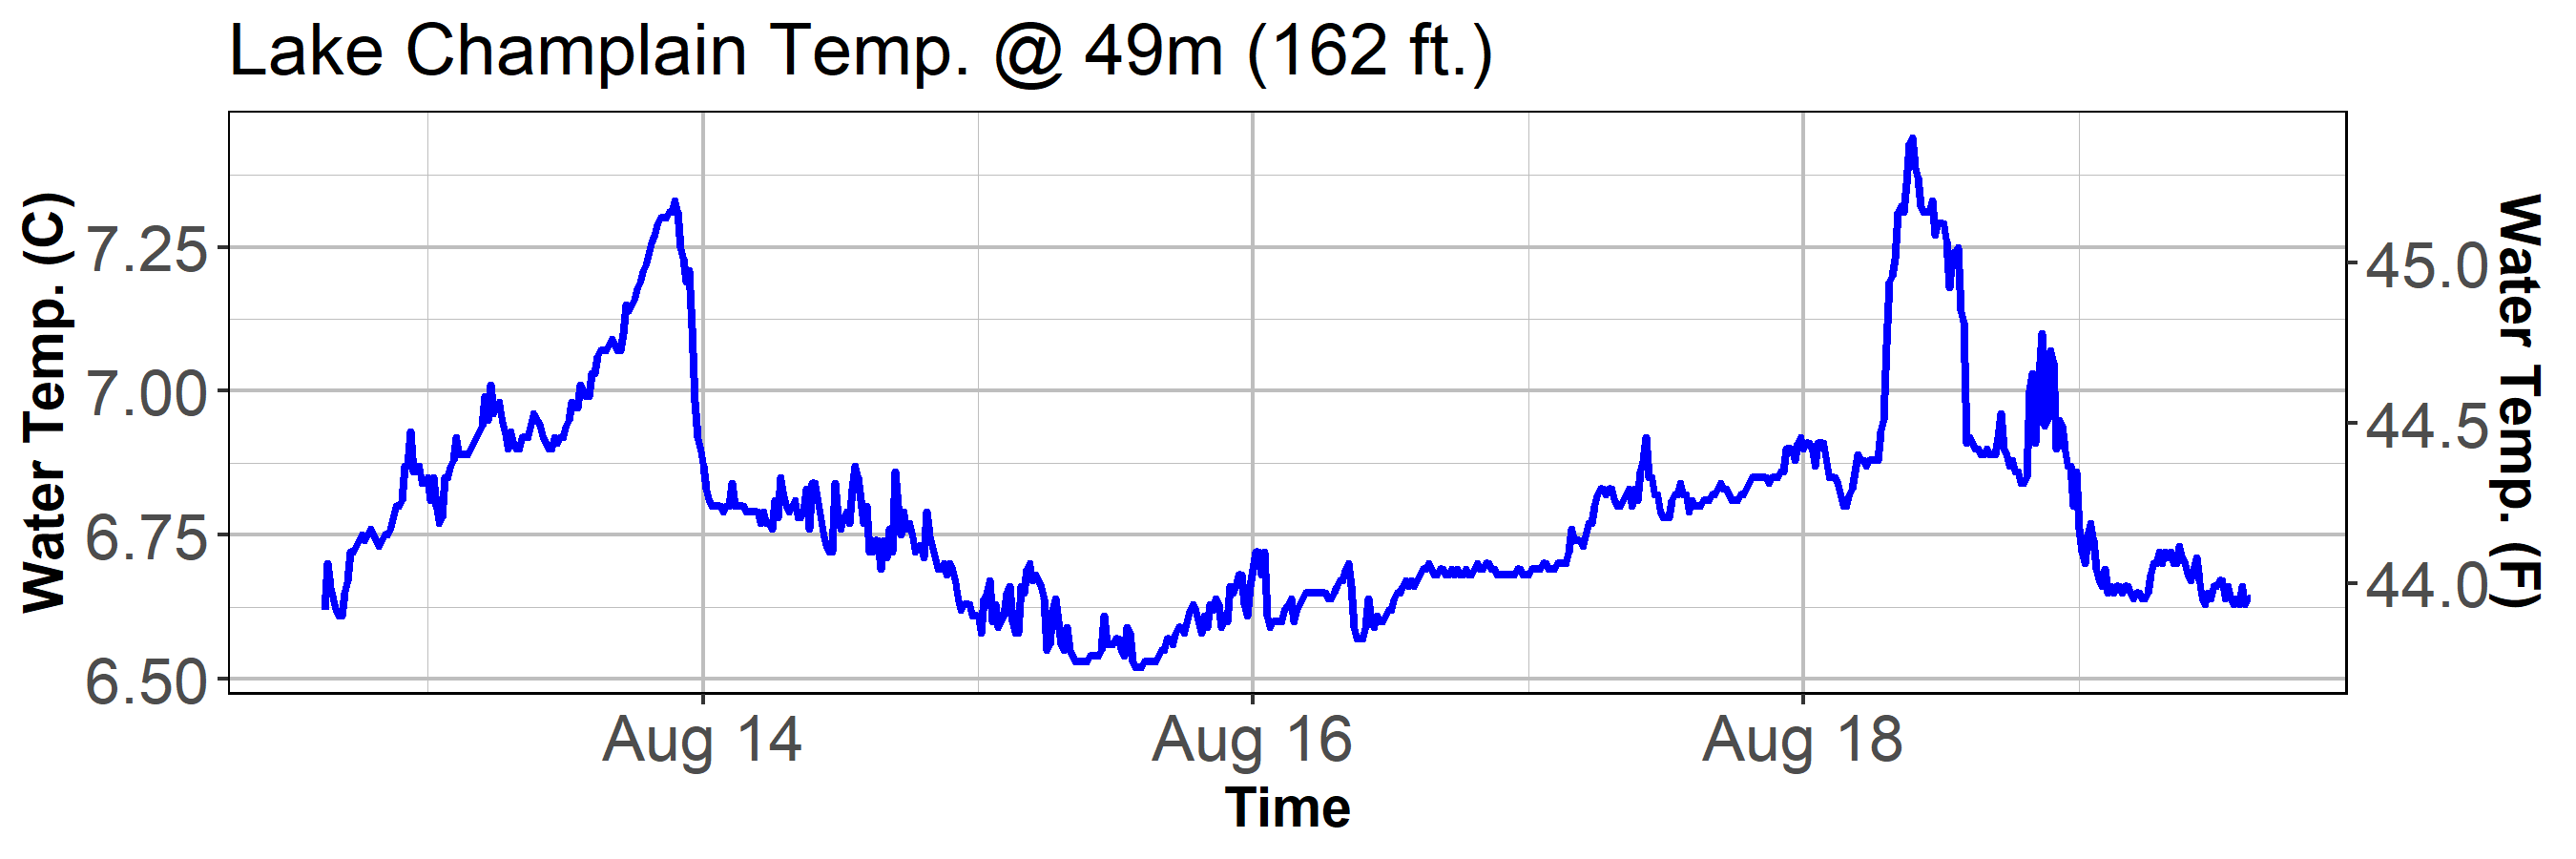 Lake Champlain Temp. @ 49m (162 ft.)
Water Temp. (C)
7.25
7.00
6.75
6.50
45.0
44.5
44.0
Water Temp. (F)
Aug 14
Aug 16
Aug 18
Time